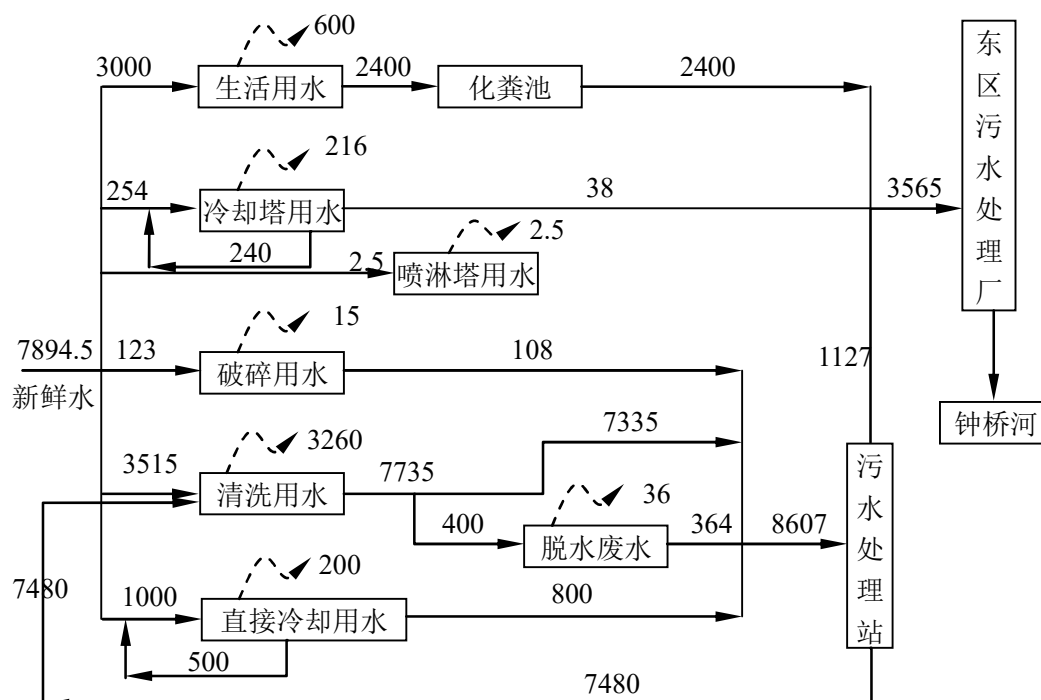 600
3000
生活用水
2400
化粪池
2400
东区污水处理厂
216
254
冷却塔用水
38
3565
240
2.5
2.5
喷淋塔用水
15
7894.5
123
破碎用水
108
1127
新鲜水
钟桥河
3260
7335
3515
清洗用水
7735
36
污水处理站
400
脱水废水
364
8607
200
7480
1000
直接冷却用水
800
500
7480